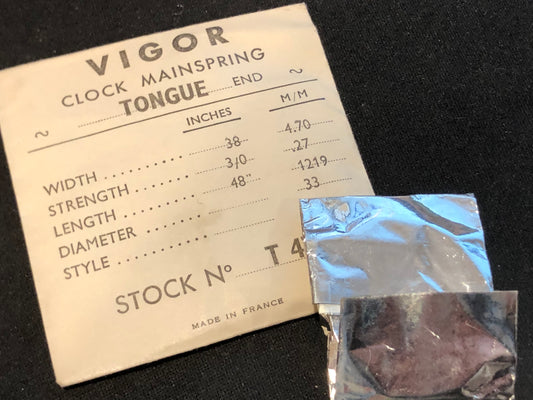 VIGOR
CLOCK MAINSPRING
~ TONGUE END ~
INCHES M/M
WIDTH .......... 38 4.70
STRENGTH ....... 3/0 .27
LENGTH ......... 48" 1219
DIAMETER ....... 33
STYLE ..........
STOCK Nº T 4
MADE IN FRANCE